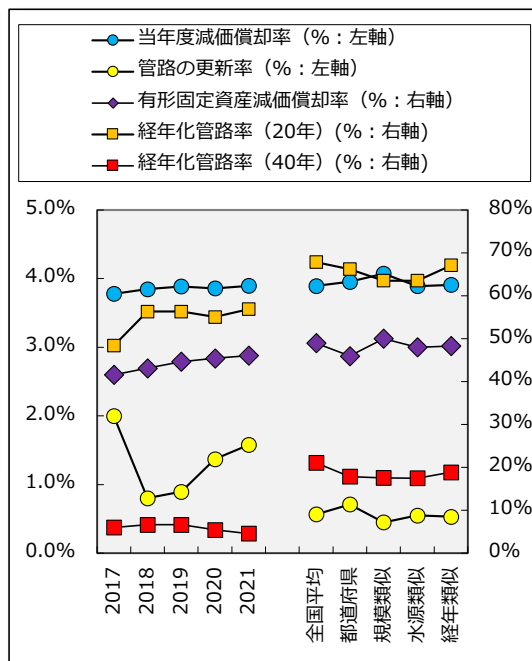 当年度減価償却率（%：左軸）
管路の更新率（%：左軸）
有形固定資産減価償却率（%：右軸）
経年化管路率（20年）(%：右軸)
経年化管路率（40年）(%：右軸)
5.0%
4.0%
3.0%
2.0%
1.0%
0.0%
80%
70%
60%
50%
40%
30%
20%
10%
0%
2017
2018
2019
2020
2021
全国平均
都道府県
規模類似
水源類似
経年類似